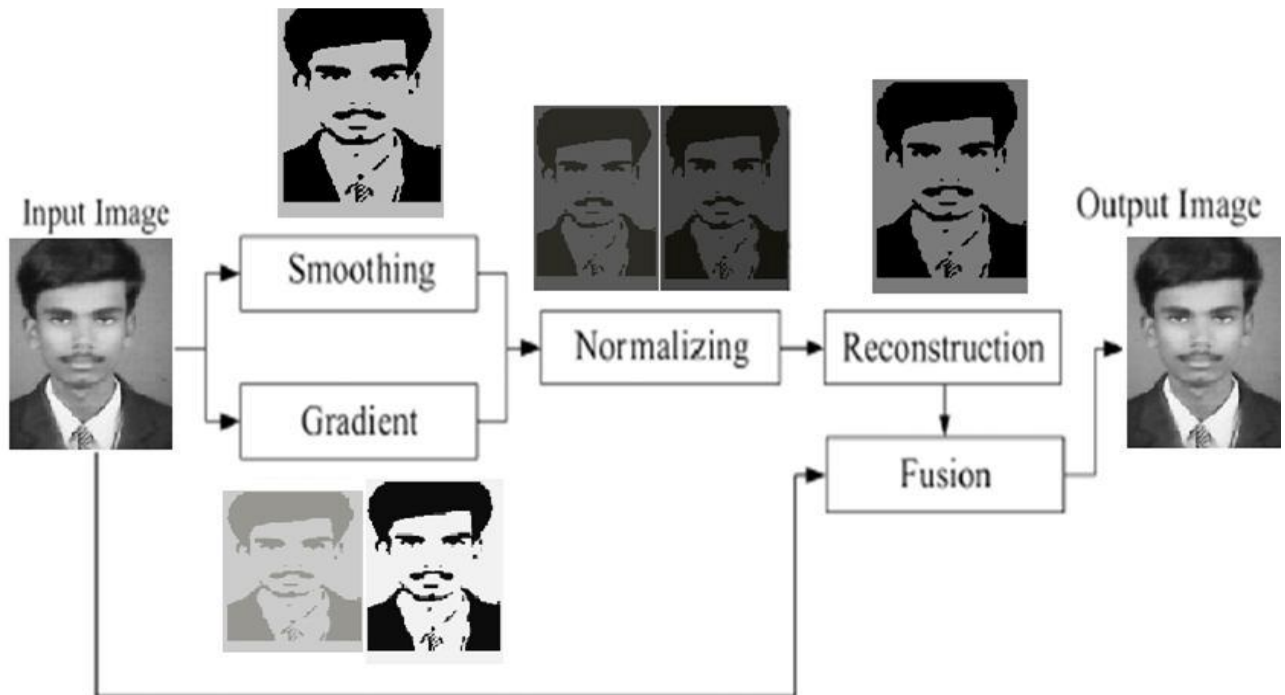 Input Image
Smoothing
Gradient
Normalizing
Reconstruction
Fusion
Output Image